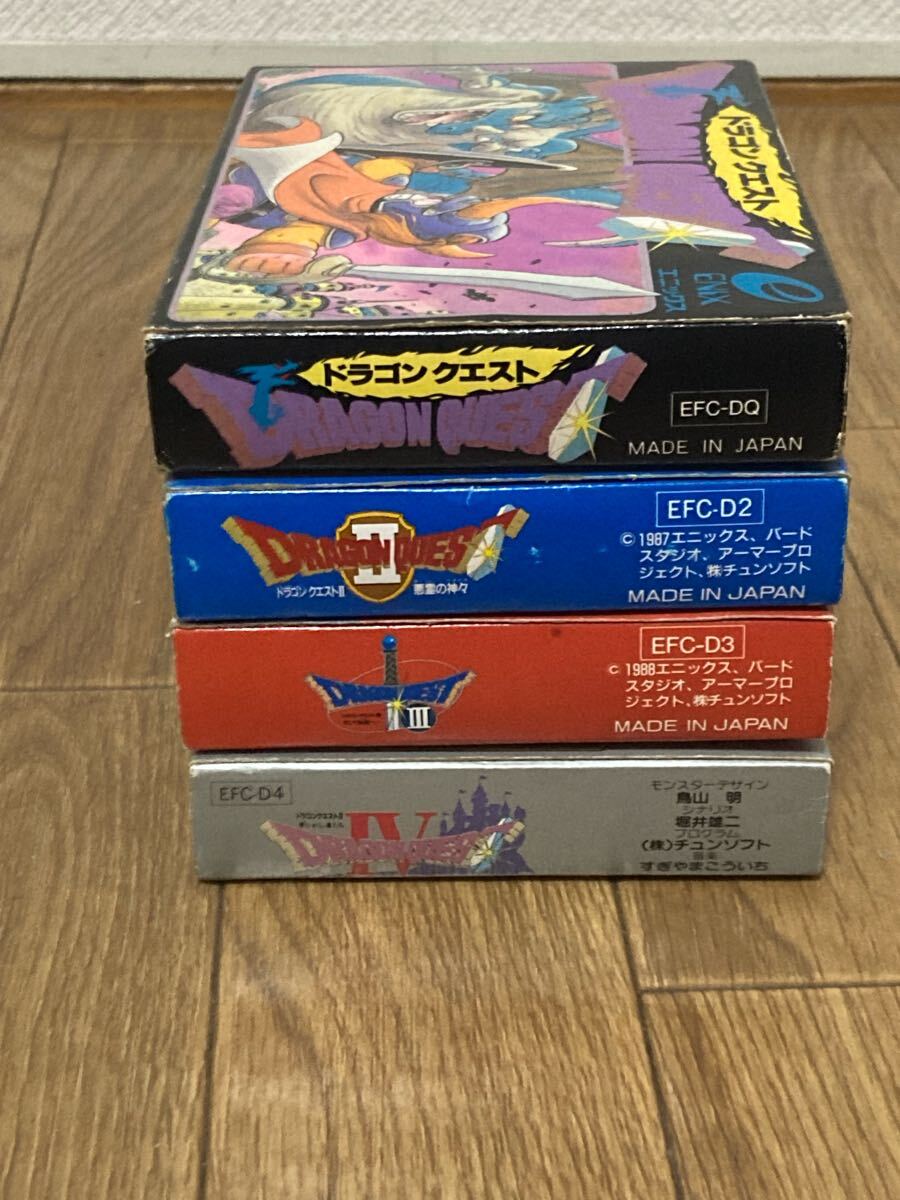 ドラゴンクエスト
ENIX
エニックス
ドラゴン クエスト
DRAGON QUEST
EFC-DQ
MADE IN JAPAN
DRAGON QUEST
II
ドラゴンクエストII 悪霊の神々
EFC-D2
©1987エニックス、バード
スタジオ、アーマープロ
ジェクト、株チュンソフト
MADE IN JAPAN
DRAGON QUEST
III
EFC-D3
©1988エニックス、バード
スタジオ、アーマープロ
ジェクト、株チュンソフト
MADE IN JAPAN
EFC-D4
DRAGON QUEST
IV
モンスターデザイン
鳥山 明
シナリオ
堀井雄二
プログラム
(株)チュンソフト
音楽
すぎやまこういち